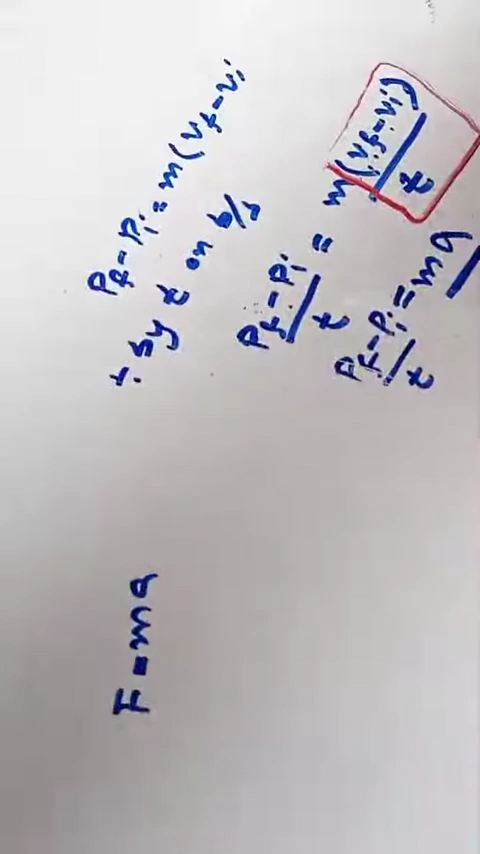 Pf - Pi = m(vf - vi
÷ by t on b/s
Pf - Pi / t = m (vf - vi) / t
Pf - Pi / t = ma
F = ma